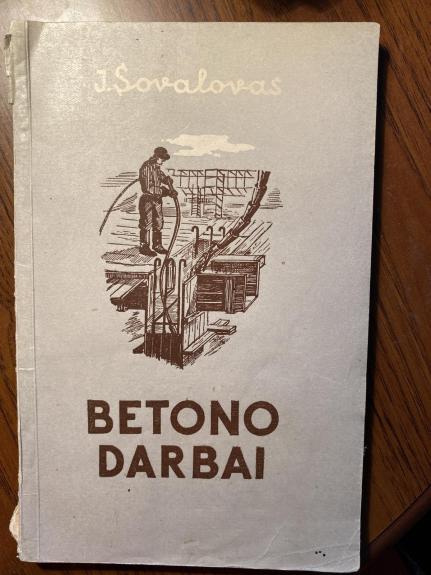 J. Šovalovas
BETONO
DARBAI